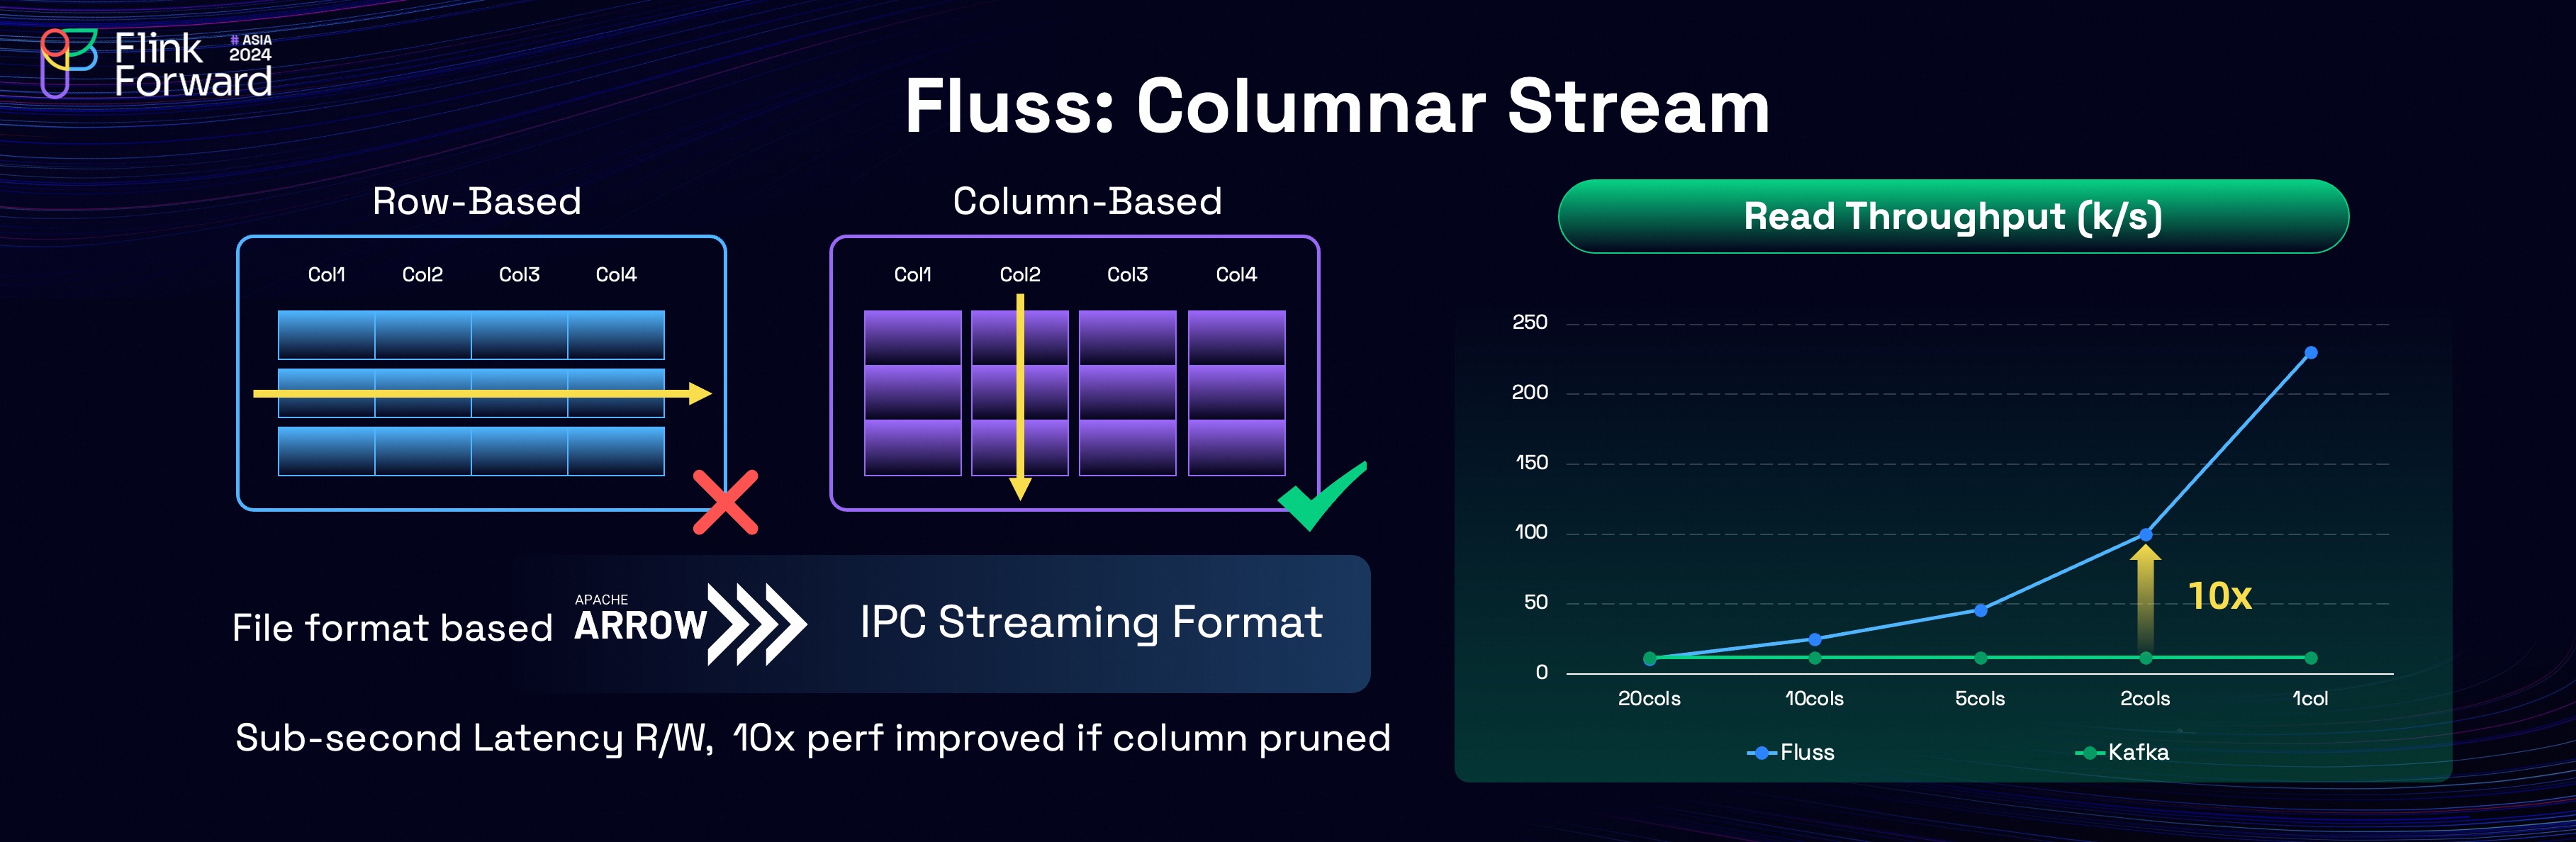 Flink
Forward
# ASIA
2024
Fluss: Columnar Stream
Row-Based
Col1 Col2 Col3 Col4
Column-Based
Col1 Col2 Col3 Col4
File format based
APACHE
ARROW
IPC Streaming Format
Sub-second Latency R/W, 10x perf improved if column pruned
Read Throughput (k/s)
250
200
150
100
50
0
10x
20cols 10cols 5cols 2cols 1col
Fluss Kafka